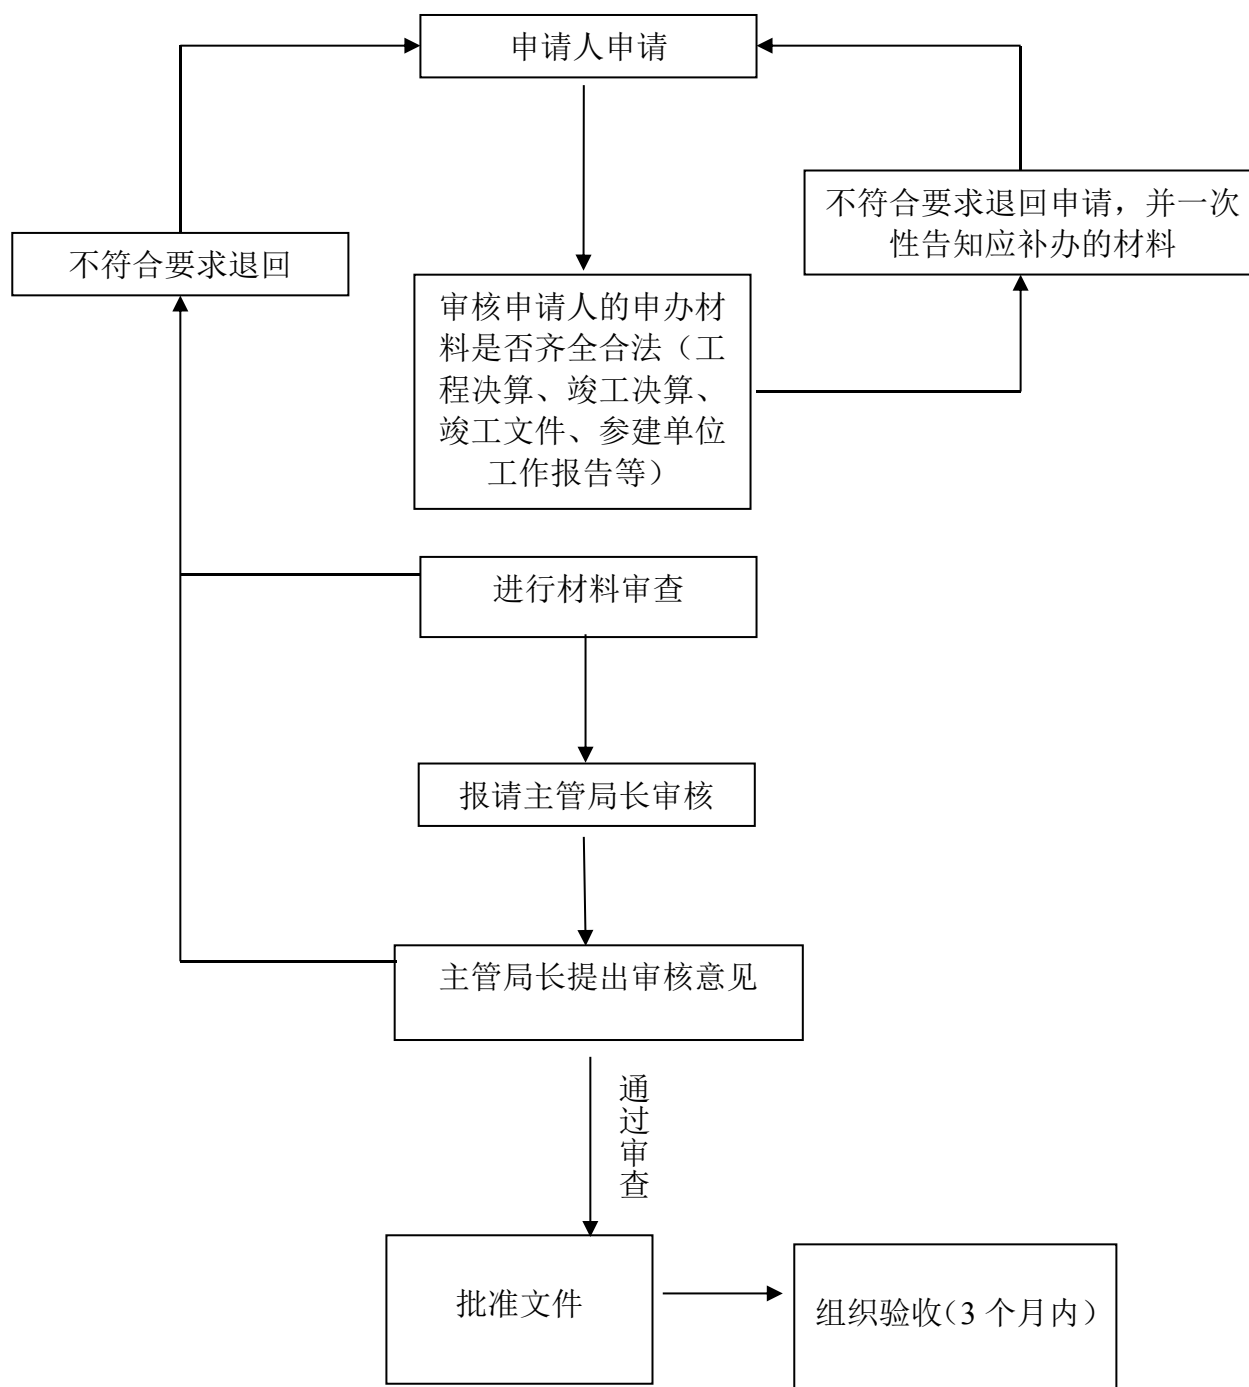 申请人申请
不符合要求退回申请，并一次
性告知应补办的材料
不符合要求退回
审核申请人的申办材
料是否齐全合法（工
程决算、竣工决算、
竣工文件、参建单位
工作报告等）
进行材料审查
报请主管局长审核
主管局长提出审核意见
通过审查
批准文件
组织验收（3 个月内）